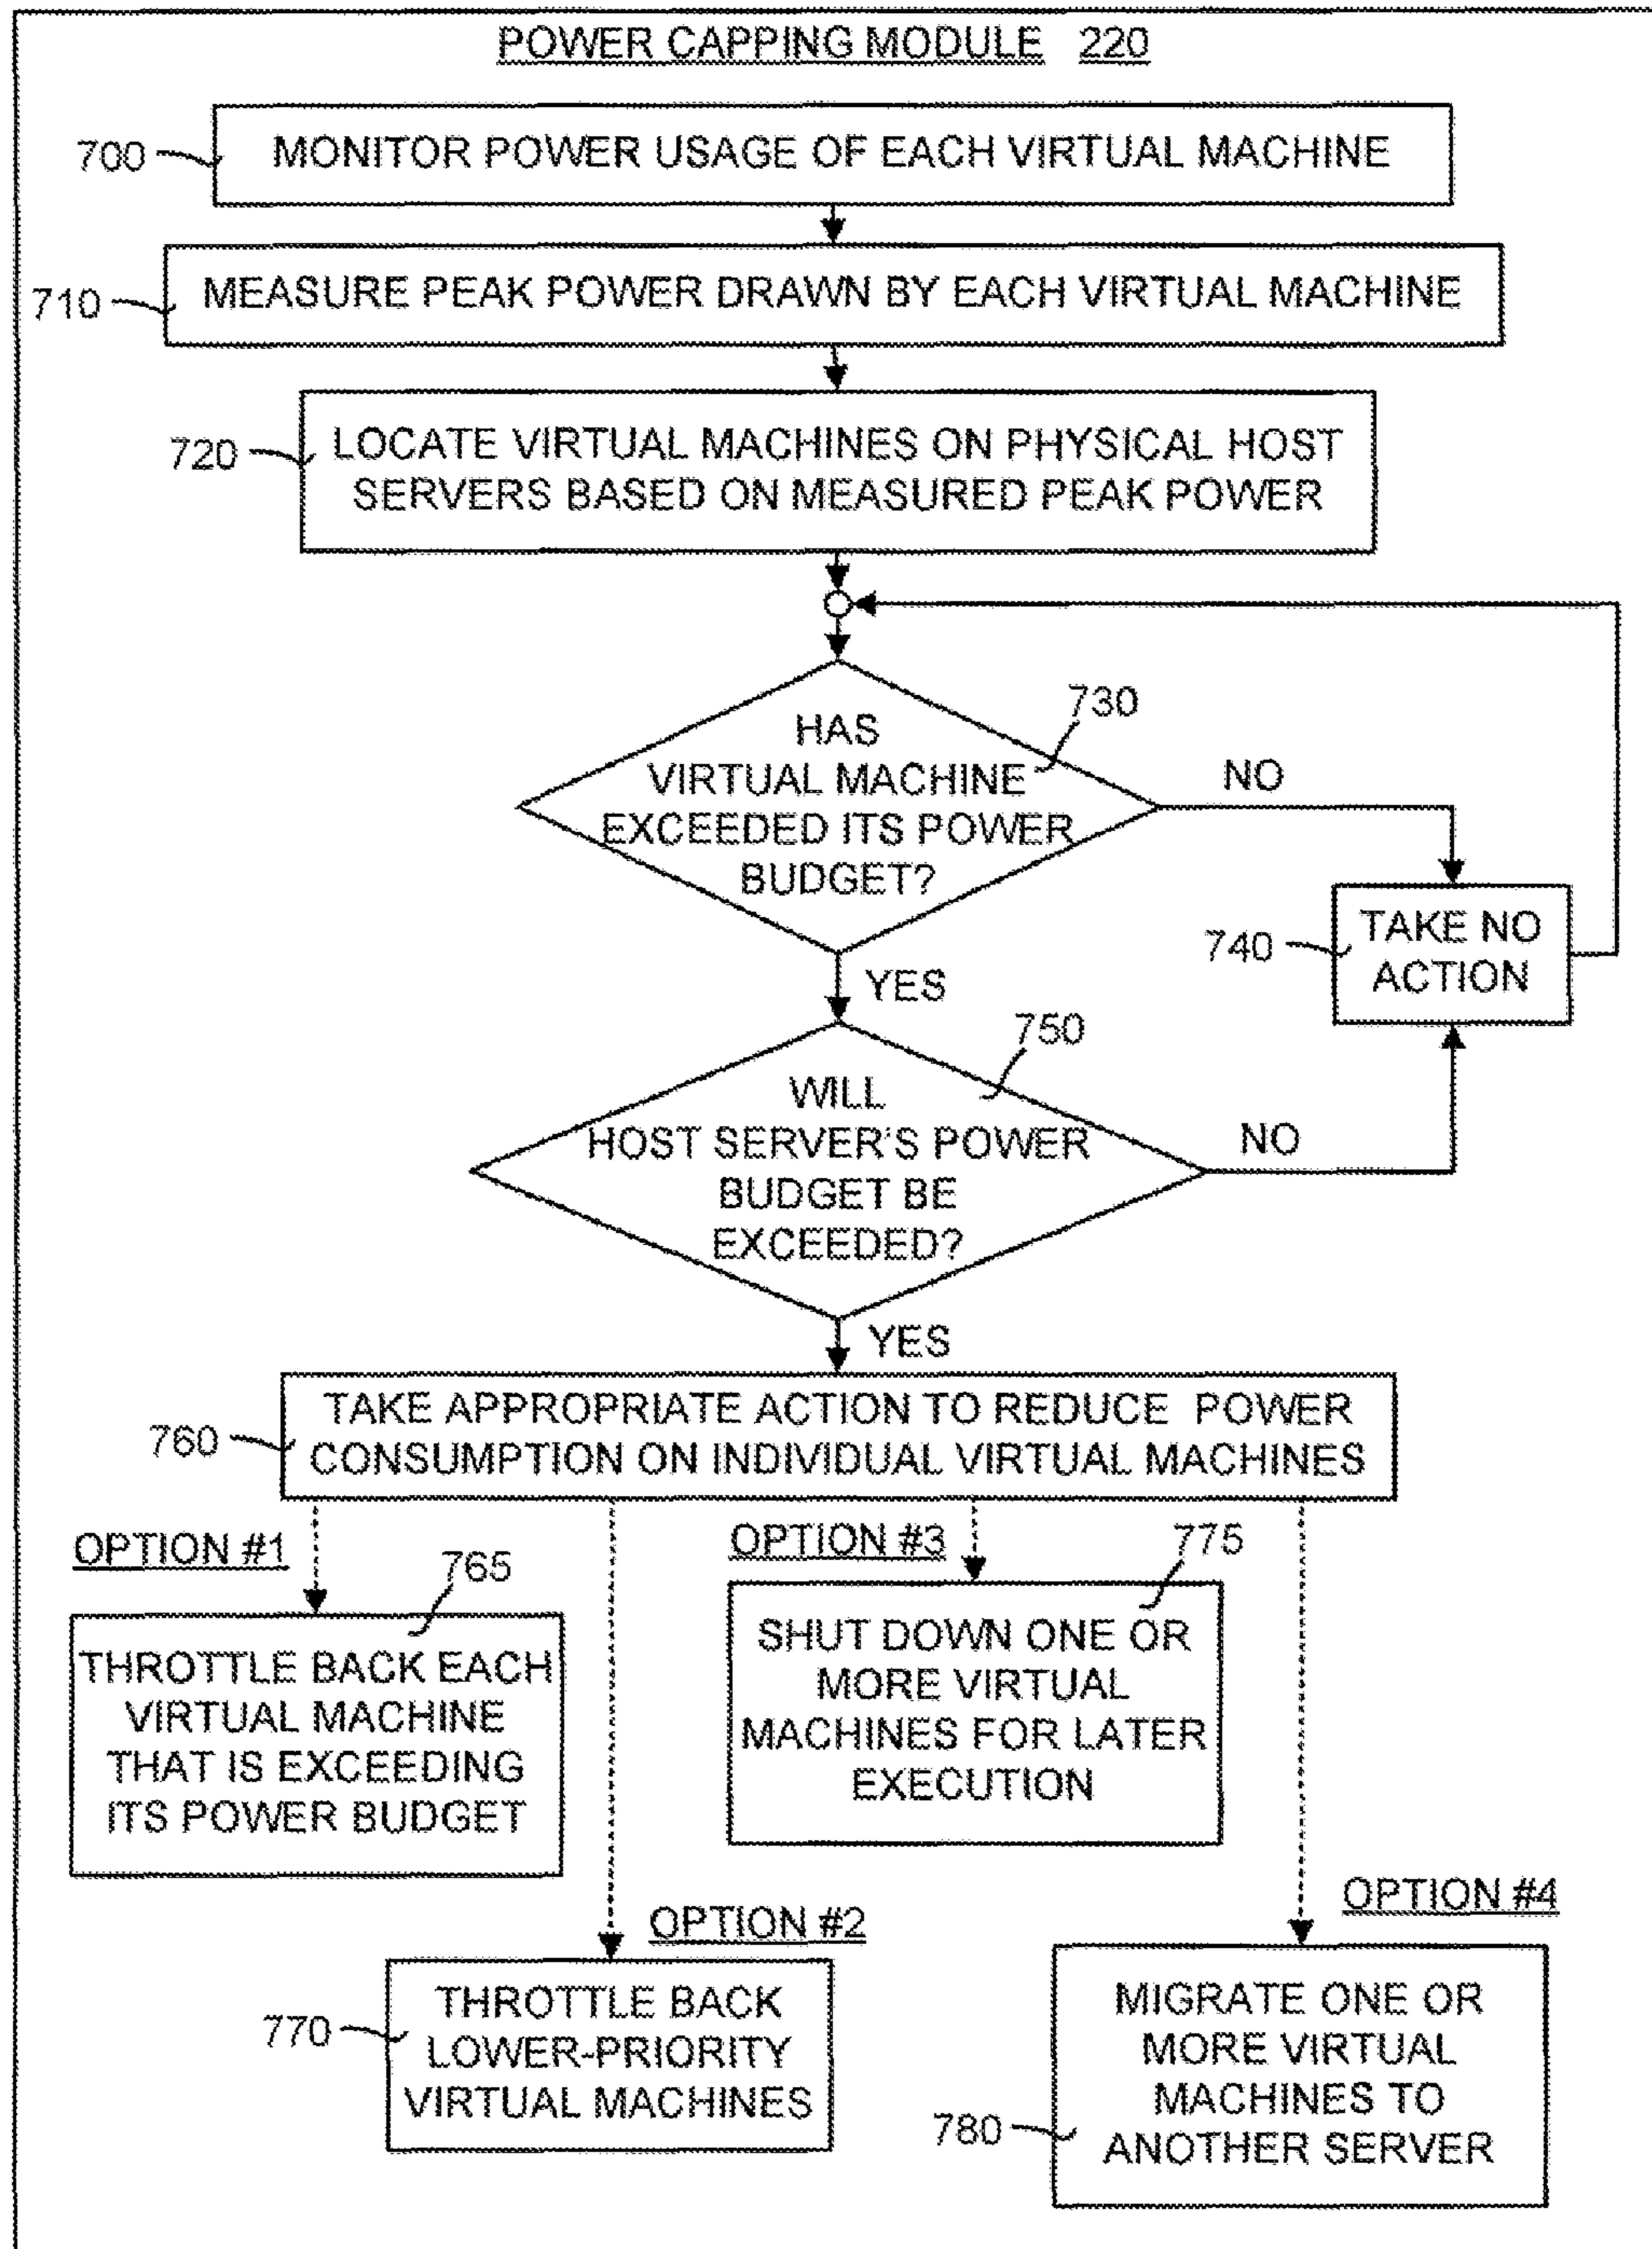 POWER CAPPING MODULE 220
700
MONITOR POWER USAGE OF EACH VIRTUAL MACHINE
710
MEASURE PEAK POWER DRAWN BY EACH VIRTUAL MACHINE
720
LOCATE VIRTUAL MACHINES ON PHYSICAL HOST
SERVERS BASED ON MEASURED PEAK POWER
730
HAS
VIRTUAL MACHINE
EXCEEDED ITS POWER
BUDGET?
NO
740
TAKE NO
ACTION
YES
750
WILL
HOST SERVER'S POWER
BUDGET BE
EXCEEDED?
NO
YES
760
TAKE APPROPRIATE ACTION TO REDUCE POWER
CONSUMPTION ON INDIVIDUAL VIRTUAL MACHINES
OPTION #1
765
THROTTLE BACK EACH
VIRTUAL MACHINE
THAT IS EXCEEDING
ITS POWER BUDGET
OPTION #2
770
THROTTLE BACK
LOWER-PRIORITY
VIRTUAL MACHINES
OPTION #3
775
SHUT DOWN ONE OR
MORE VIRTUAL
MACHINES FOR LATER
EXECUTION
OPTION #4
780
MIGRATE ONE OR
MORE VIRTUAL
MACHINES TO
ANOTHER SERVER